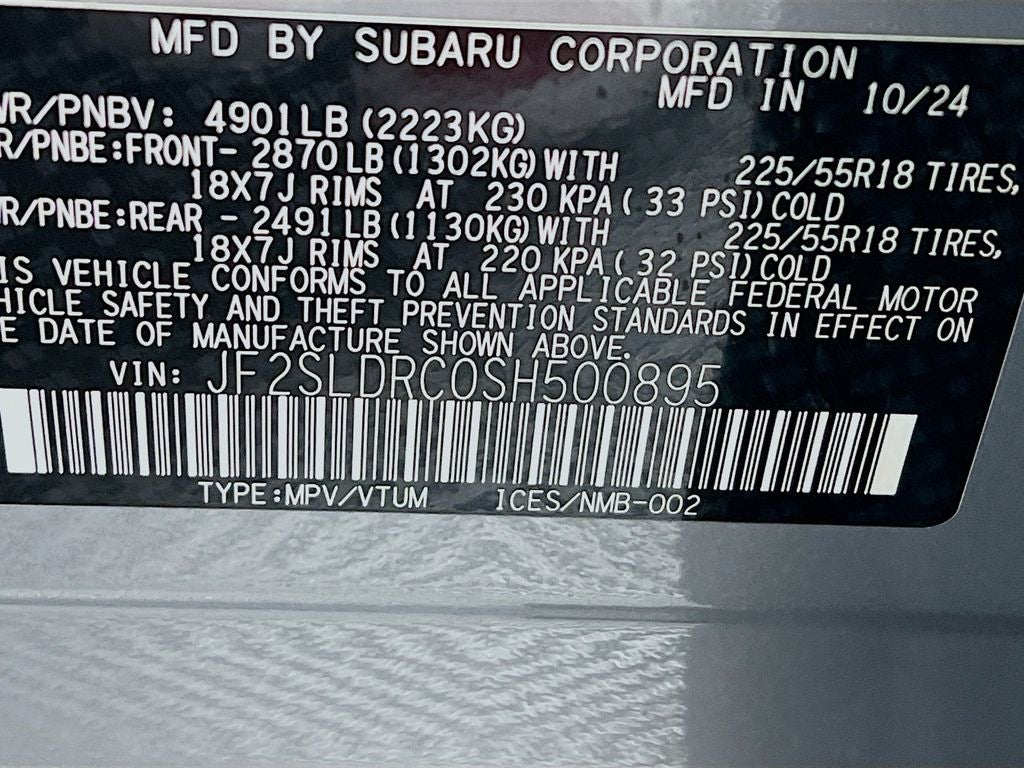 MFD BY SUBARU CORPORATION
MFD IN 10/24
WR/PNBV: 4901LB (2223KG)
R/PNBE:FRONT- 2870LB(1302KG)WITH 225/55R18 TIRES,
18X7J RIMS AT 230 KPA( 33 PSI)COLD
WR/PNBE:REAR - 2491LB(1130KG)WITH 225/55R18 TIRES,
18X7J RIMS AT 220 KPA( 32 PSI)COLD
IS VEHICLE CONFORMS TO ALL APPLICABLE FEDERAL MOTOR
HICLE SAFETY AND THEFT PREVENTION STANDARDS IN EFFECT ON
E DATE OF MANUFACTURE SHOWN ABOVE.
VIN: JF2SLDRC0SH500895
TYPE:MPV/VTUM ICES/NMB-002